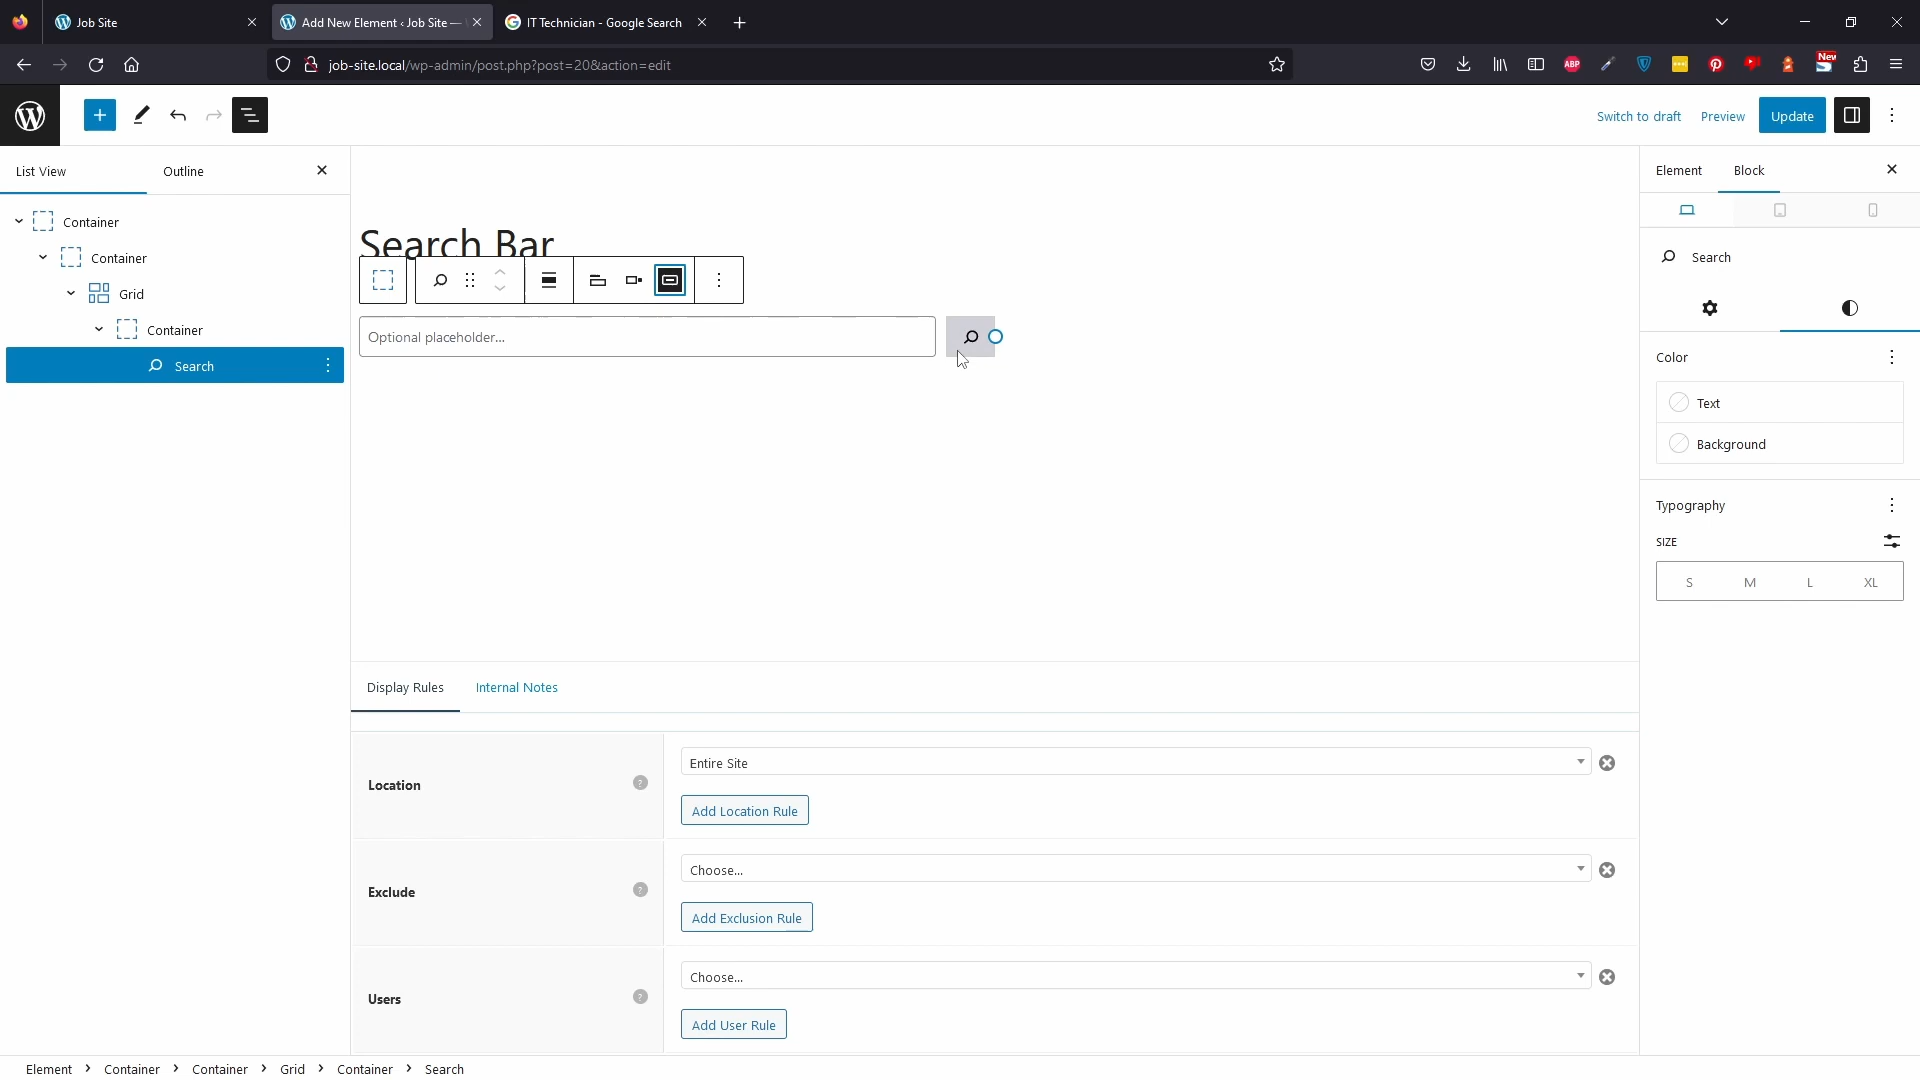 Job Site
Add New Element ‹ Job Site —
IT Technician - Google Search
job-site.local/wp-admin/post.php?post=20&action=edit
ABP
New
Switch to draft
Preview
Update
List View
Outline
Element
Block
Container
Container
Grid
Container
Search
Search Bar
Optional placeholder...
Search
Color
Text
Background
Typography
SIZE
S
M
L
XL
Display Rules
Internal Notes
Location
?
Entire Site
Add Location Rule
Exclude
?
Choose...
Add Exclusion Rule
Users
?
Choose...
Add User Rule
Element > Container > Container > Grid > Container > Search